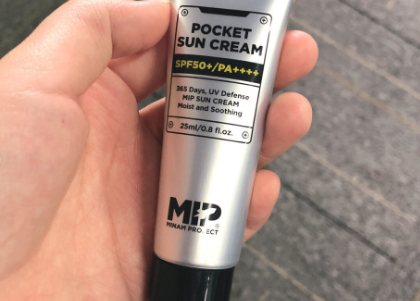 POCKET
SUN CREAM
SPF50+/PA++++
365 Days, UV Defense
MIP SUN CREAM
Moist and Soothing
25ml/0.8 fl.oz.
MIP
MINAM PROJECT